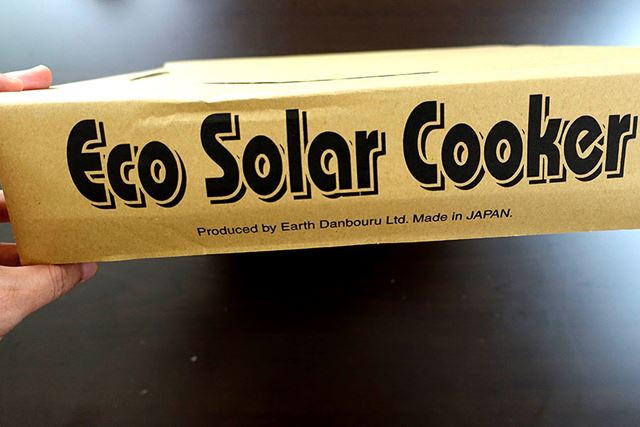 Eco Solar Cooker
Produced by Earth Danbouru Ltd. Made in JAPAN.